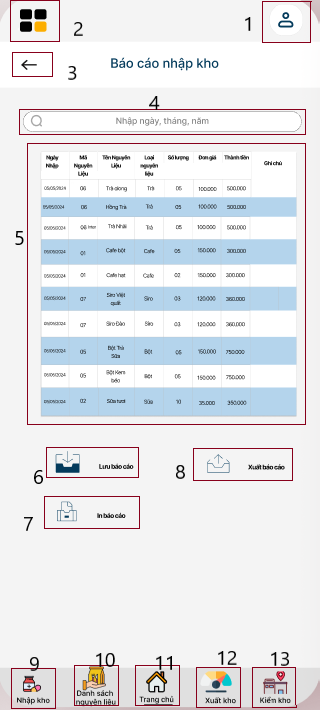 1
2
3
Báo cáo nhập kho
4
Nhập ngày, tháng, năm
5
Ngày Nhập Mã Nguyên Liệu Tên Nguyên Liệu Loại nguyên liệu Số lượng Đơn giá Thành tiền Ghi chú
05/05/2024 06 Trà olong Trà 05 100.000 500,000
05/05/2024 06 Hồng Trà Trà 05 100.000 500,000
05/05/2024 06 Trà Nhài Trà 05 100.000 500,000
05/05/2024 01 Cafe bột Cafe 05 150.000 300,000
05/05/2024 01 Cafe hạt Cafe 02 150.000 300,000
05/05/2024 07 Siro Việt quất Siro 03 120.000 360,000
05/05/2024 07 Siro Đào Siro 03 120.000 360,000
05/05/2024 05 Bột Trà Sữa Bột 05 150.000 750,000
05/05/2024 05 Bột Kem béo Bột 05 150.000 750,000
05/05/2024 02 Sữa tươi Sữa 10 35.000 350,000
6
Lưu báo cáo
8
Xuất báo cáo
7
In báo cáo
9
Nhập kho
10
Danh sách
nguyên liệu
11
Trang chủ
12
Xuất kho
13
Kiểm kho